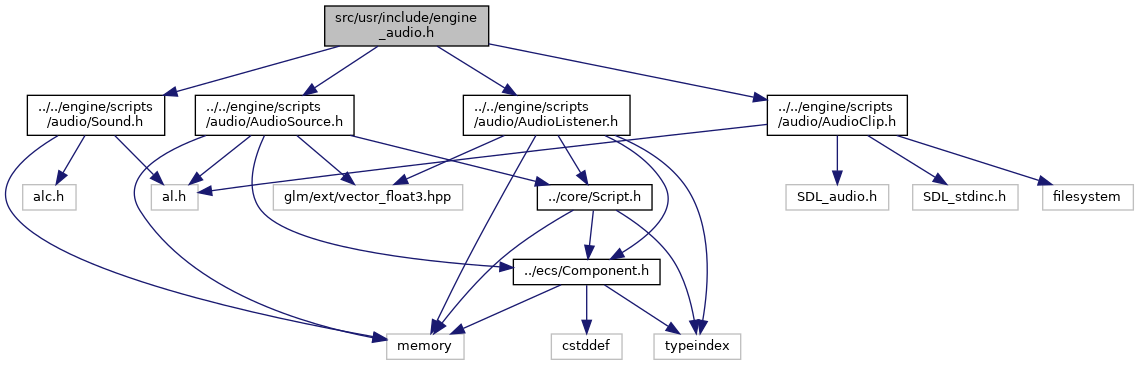 src/usr/include/engine
_audio.h
../../engine/scripts
/audio/Sound.h
../../engine/scripts
/audio/AudioSource.h
../../engine/scripts
/audio/AudioListener.h
../../engine/scripts
/audio/AudioClip.h
alc.h
al.h
glm/ext/vector_float3.hpp
../core/Script.h
SDL_audio.h
SDL_stdinc.h
filesystem
../ecs/Component.h
memory
cstddef
typeindex